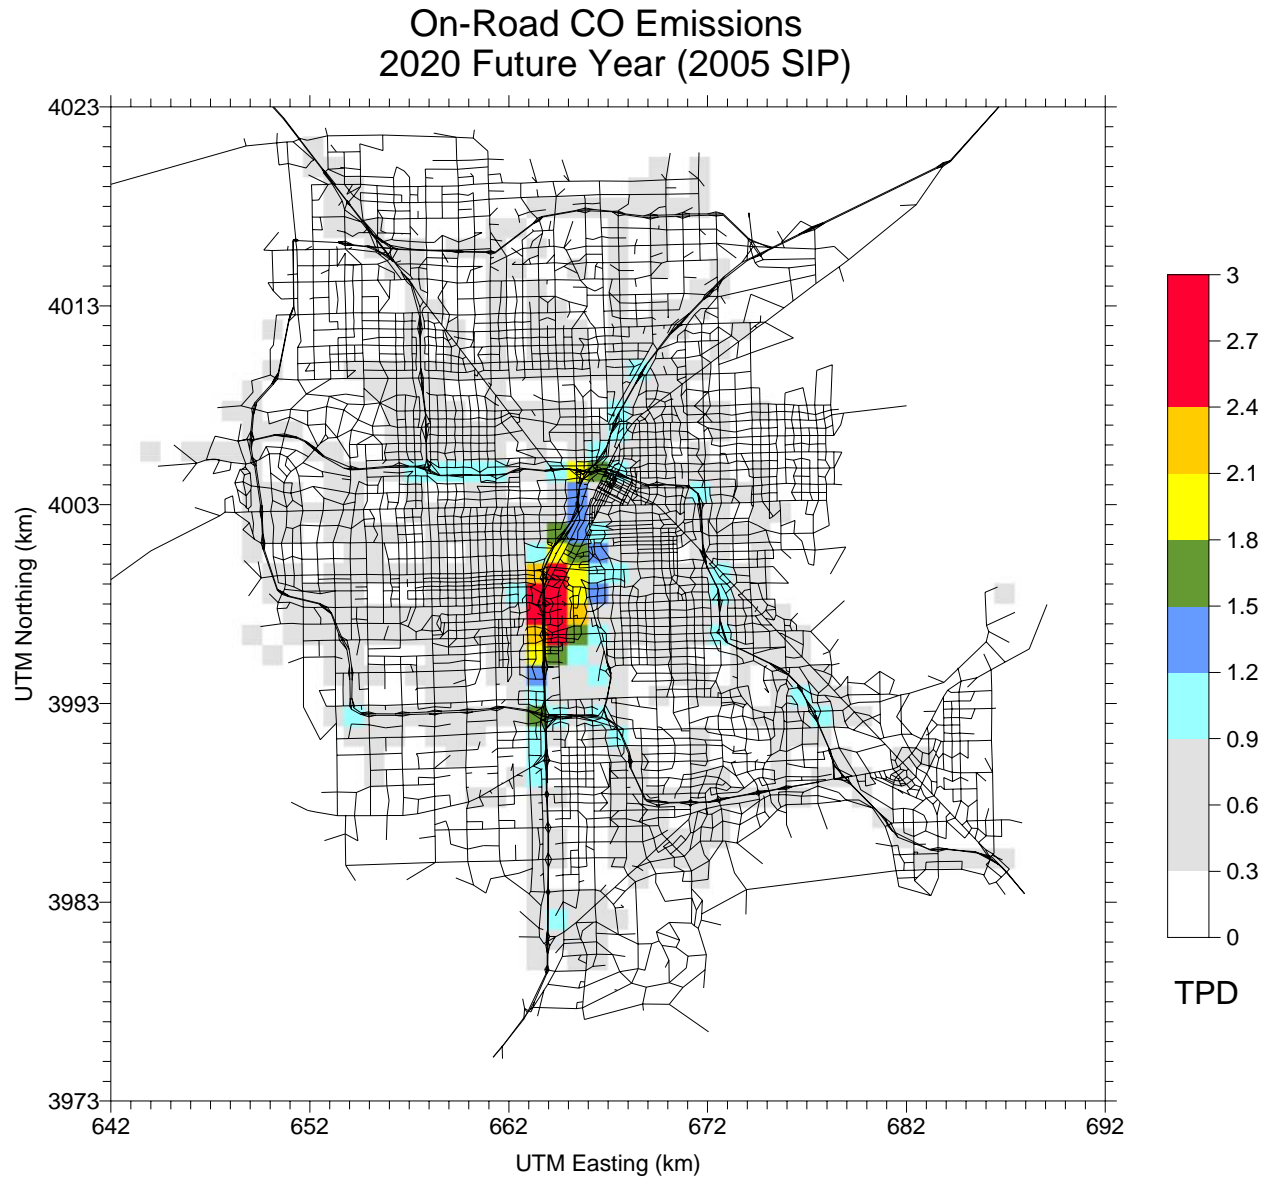 On-Road CO Emissions
2020 Future Year (2005 SIP)
4023
4013
4003
3993
3983
3973
UTM Northing (km)
642 652 662 672 682 692
UTM Easting (km)
3
2.7
2.4
2.1
1.8
1.5
1.2
0.9
0.6
0.3
0
TPD